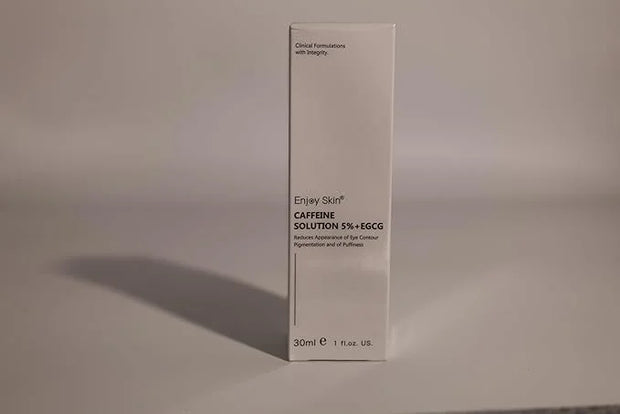 Clinical Formulations
with Integrity.
Enjoy Skin®
CAFFEINE
SOLUTION 5%+EGCG
Reduces Appearance of Eye Contour
Pigmentation and of Puffiness
30ml e 1 fl.oz. US.